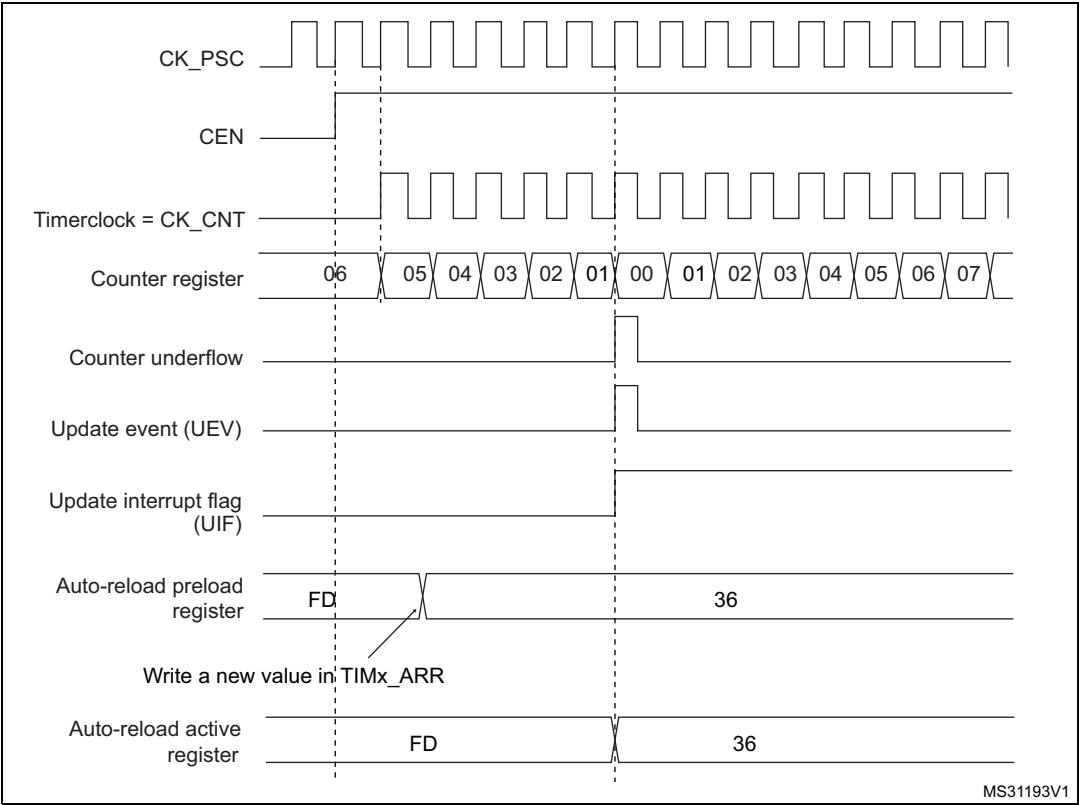 CK_PSC
CEN
Timerclock = CK_CNT
Counter register
06 05 04 03 02 01 00 01 02 03 04 05 06 07
Counter underflow
Update event (UEV)
Update interrupt flag
(UIF)
Auto-reload preload
register
FD 36
Write a new value in TIMx_ARR
Auto-reload active
register
FD 36
MS31193V1